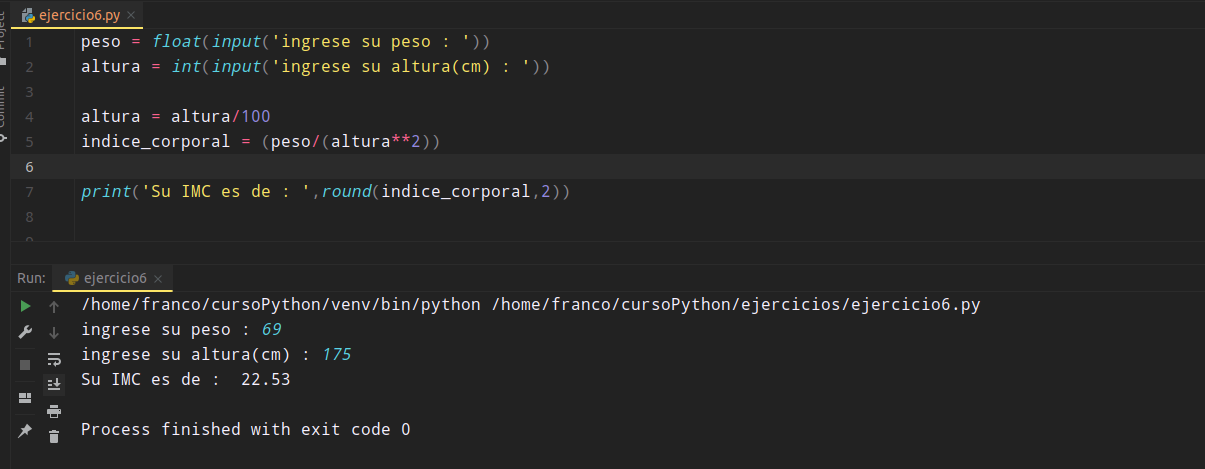 Project
Commit
ejercicio6.py ×
1 peso = float(input('ingrese su peso : '))
2 altura = int(input('ingrese su altura(cm) : '))
3
4 altura = altura/100
5 indice_corporal = (peso/(altura**2))
6
7 print('Su IMC es de : ',round(indice_corporal,2))
8
9
Run: ejercicio6 ×
/home/franco/cursoPython/venv/bin/python /home/franco/cursoPython/ejercicios/ejercicio6.py
ingrese su peso : 69
ingrese su altura(cm) : 175
Su IMC es de :  22.53
Process finished with exit code 0